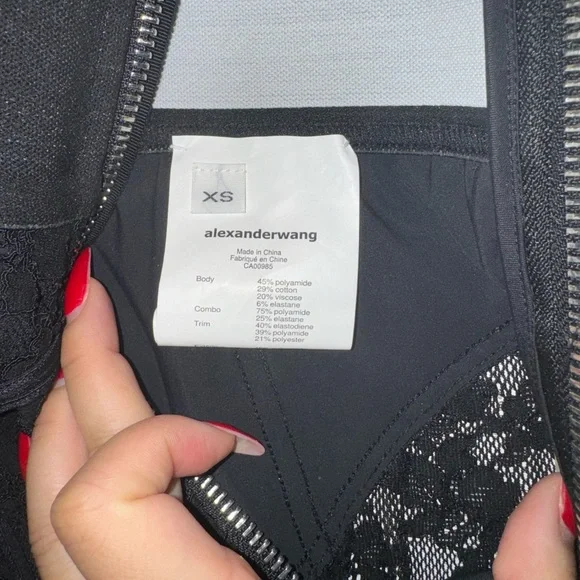 XS
alexanderwang
Made in China
Fabriqué en Chine
CA00985
Body 45% polyamide
29% cotton
20% viscose
6% elastane
Combo 75% polyamide
25% elastane
Trim 40% elastodiene
39% polyamide
21% polyester